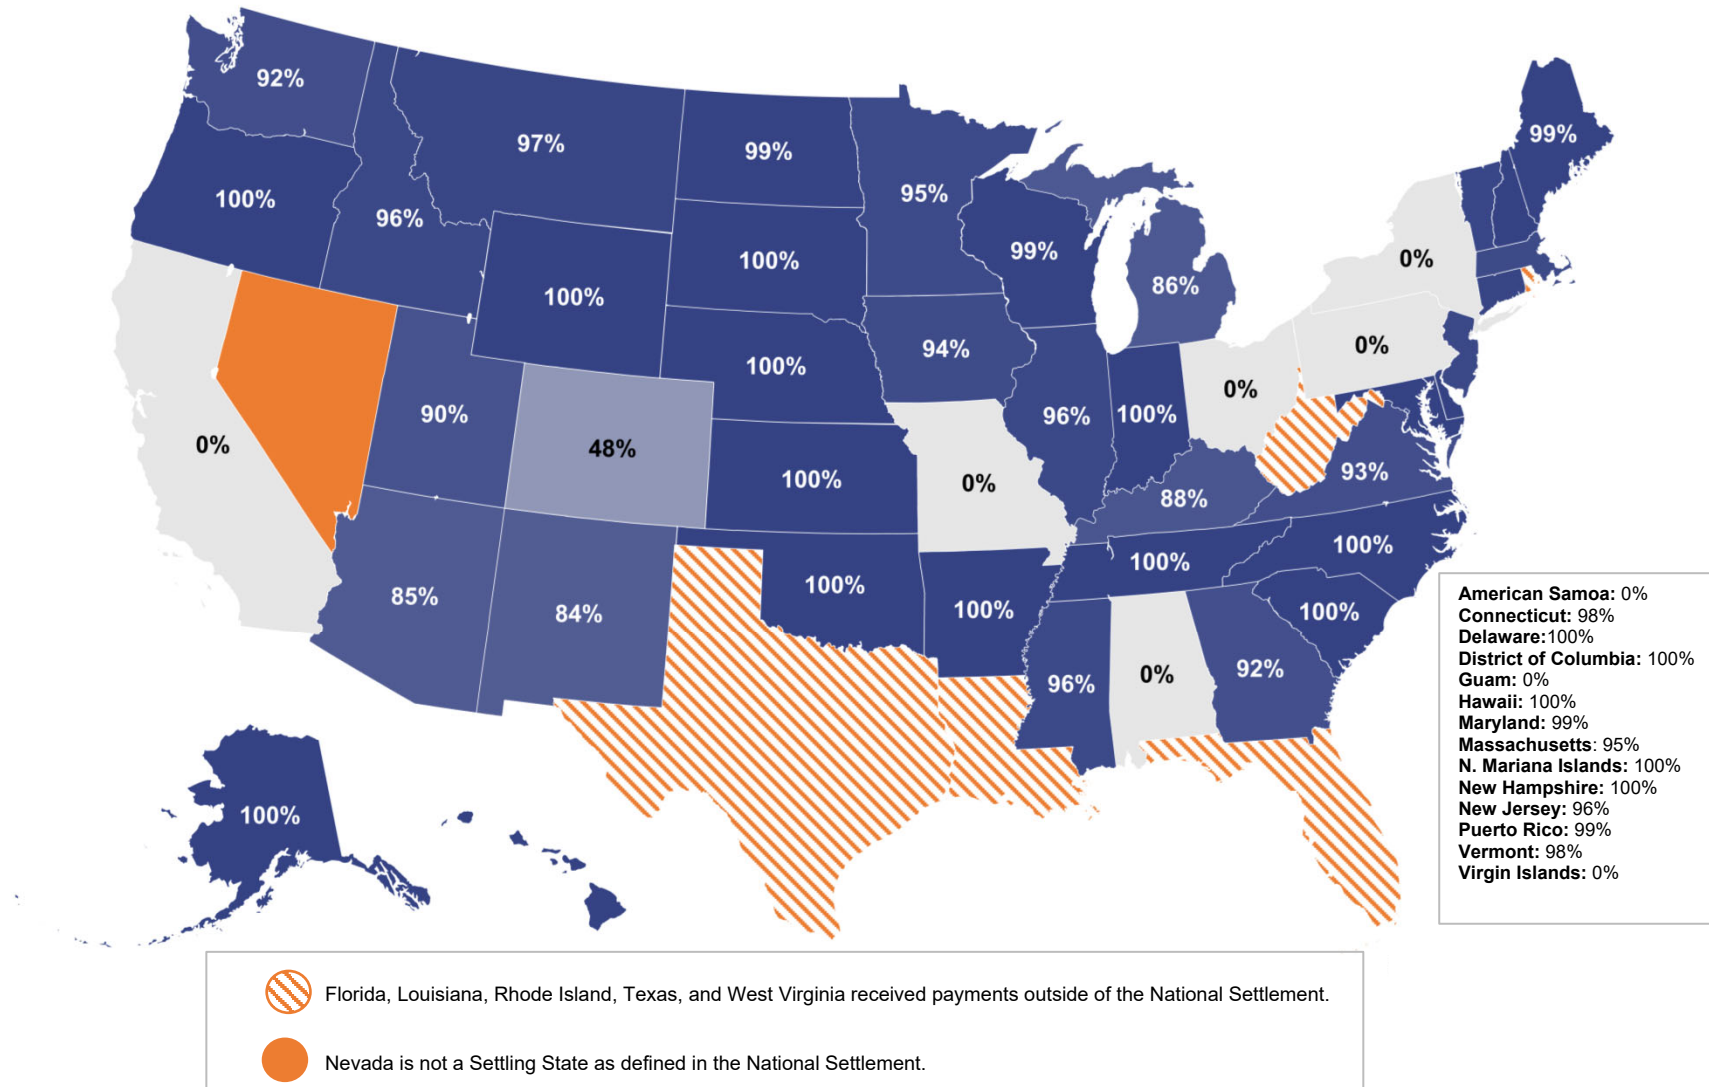 92%
97%
99%
99%
100%
96%
95%
100%
99%
0%
100%
86%
100%
94%
0%
100%
0%
90%
96%
100%
0%
48%
93%
100%
0%
88%
100%
100%
85%
84%
100%
100%
100%
96%
0%
92%
100%
American Samoa: 0%
Connecticut: 98%
Delaware:100%
District of Columbia: 100%
Guam: 0%
Hawaii: 100%
Maryland: 99%
Massachusetts: 95%
N. Mariana Islands: 100%
New Hampshire: 100%
New Jersey: 96%
Puerto Rico: 99%
Vermont: 98%
Virgin Islands: 0%
Florida, Louisiana, Rhode Island, Texas, and West Virginia received payments outside of the National Settlement.
Nevada is not a Settling State as defined in the National Settlement.